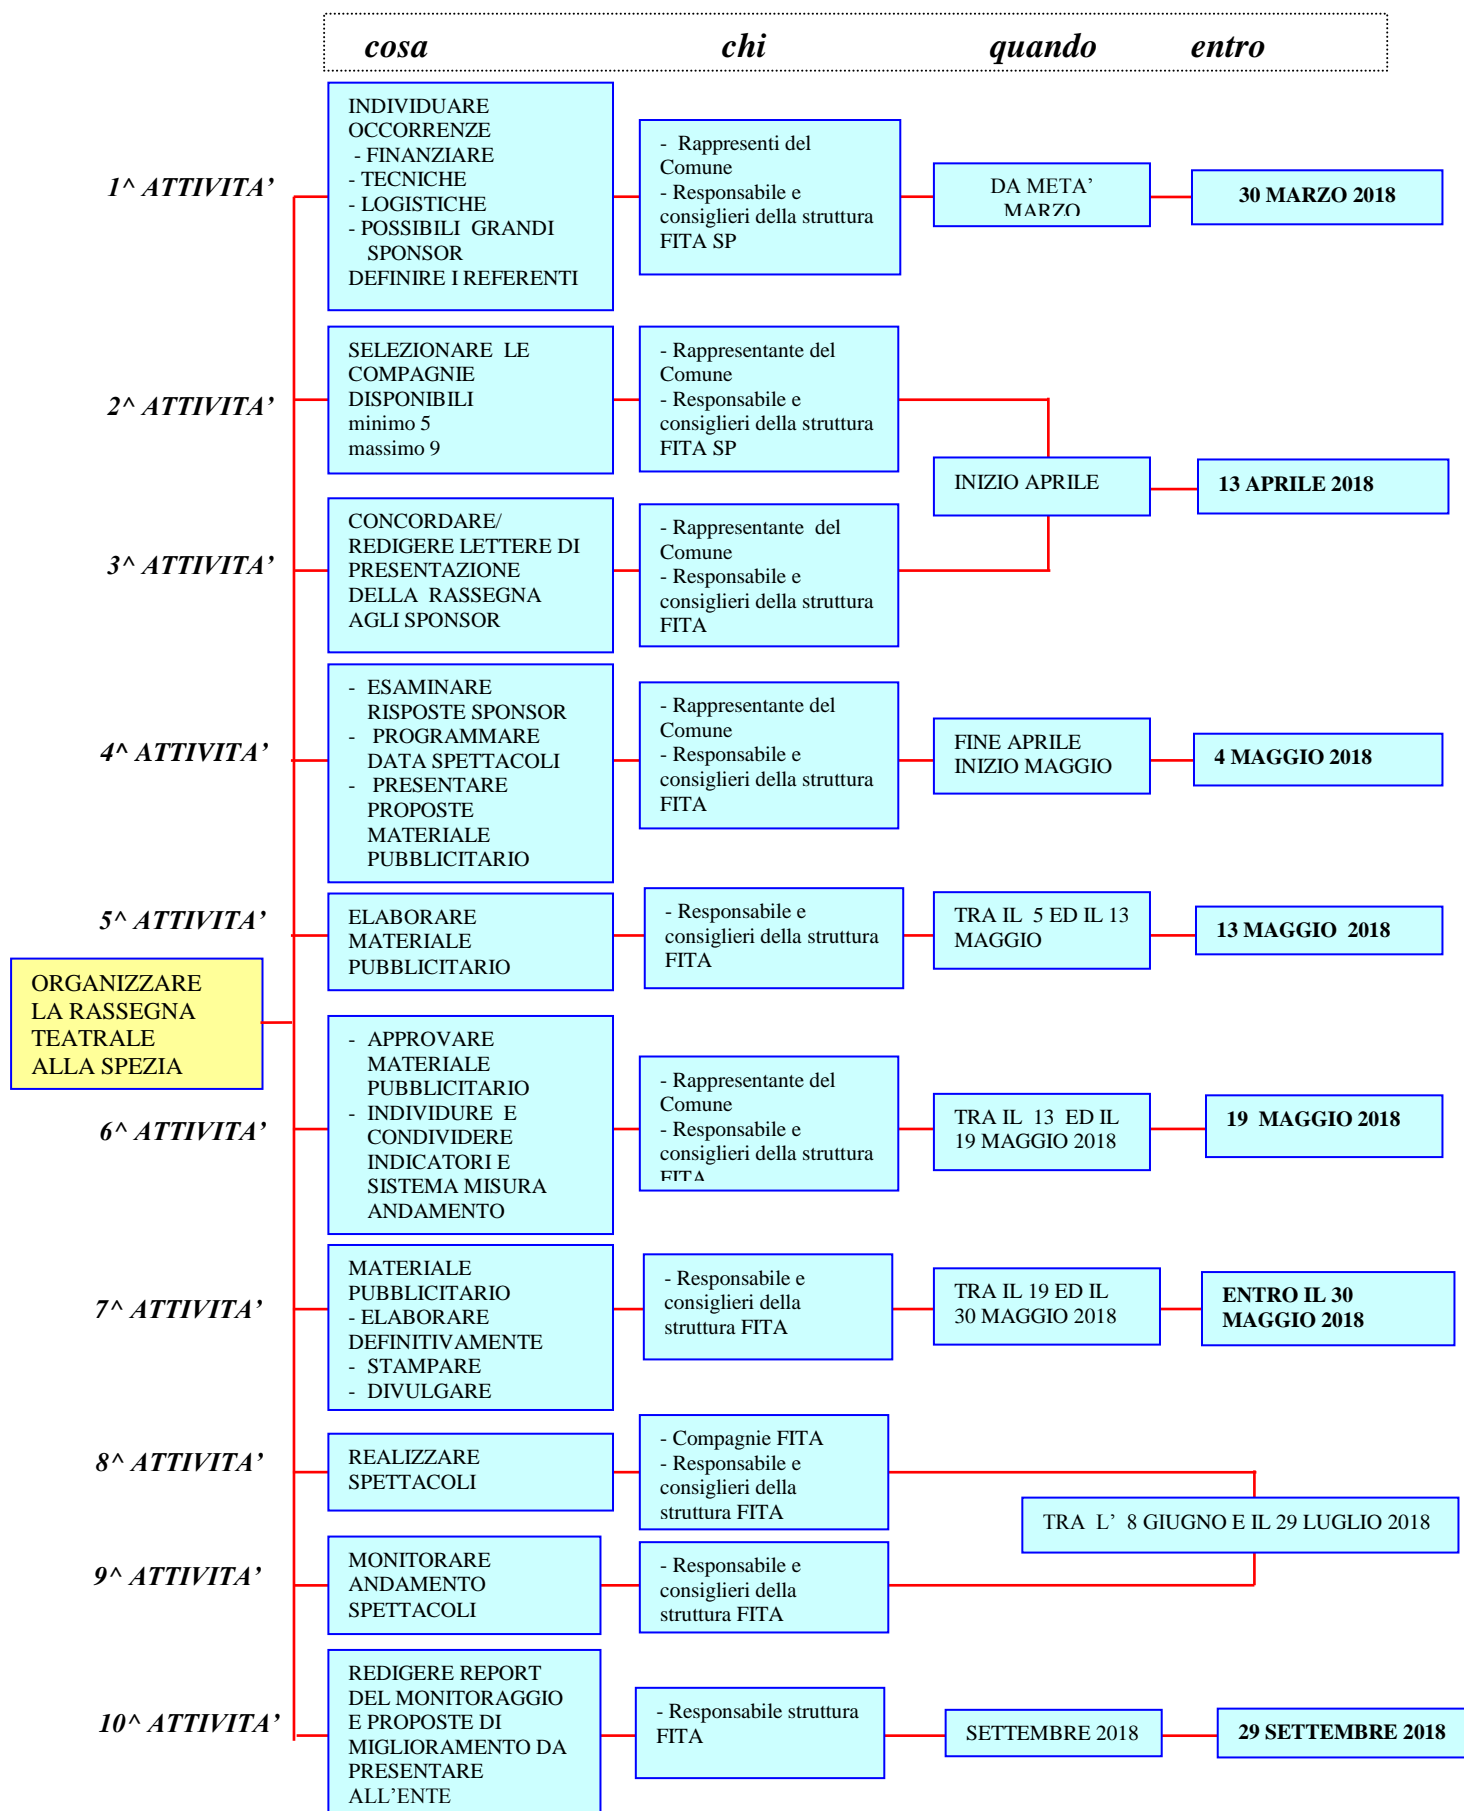 cosa chi quando entro
1^ ATTIVITA’
INDIVIDUARE
OCCORRENZE
- FINANZIARE
- TECNICHE
- LOGISTICHE
- POSSIBILI GRANDI
SPONSOR
DEFINIRE I REFERENTI
- Rappresenti del
Comune
- Responsabile e
consiglieri della struttura
FITA SP
DA META’
MARZO
30 MARZO 2018
2^ ATTIVITA’
SELEZIONARE LE
COMPAGNIE
DISPONIBILI
minimo 5
massimo 9
- Rappresentante del
Comune
- Responsabile e
consiglieri della struttura
FITA SP
INIZIO APRILE
13 APRILE 2018
3^ ATTIVITA’
CONCORDARE/
REDIGERE LETTERE DI
PRESENTAZIONE
DELLA RASSEGNA
AGLI SPONSOR
- Rappresentante del
Comune
- Responsabile e
consiglieri della struttura
FITA
4^ ATTIVITA’
- ESAMINARE
RISPOSTE SPONSOR
- PROGRAMMARE
DATA SPETTACOLI
- PRESENTARE
PROPOSTE
MATERIALE
PUBBLICITARIO
- Rappresentante del
Comune
- Responsabile e
consiglieri della struttura
FITA
FINE APRILE
INIZIO MAGGIO
4 MAGGIO 2018
5^ ATTIVITA’
ELABORARE
MATERIALE
PUBBLICITARIO
- Responsabile e
consiglieri della struttura
FITA
TRA IL 5 ED IL 13
MAGGIO
13 MAGGIO 2018
ORGANIZZARE
LA RASSEGNA
TEATRALE
ALLA SPEZIA
6^ ATTIVITA’
- APPROVARE
MATERIALE
PUBBLICITARIO
- INDIVIDURE E
CONDIVIDERE
INDICATORI E
SISTEMA MISURA
ANDAMENTO
- Rappresentante del
Comune
- Responsabile e
consiglieri della struttura
FITA
TRA IL 13 ED IL
19 MAGGIO 2018
19 MAGGIO 2018
7^ ATTIVITA’
MATERIALE
PUBBLICITARIO
- ELABORARE
DEFINITIVAMENTE
- STAMPARE
- DIVULGARE
- Responsabile e
consiglieri della
struttura FITA
TRA IL 19 ED IL
30 MAGGIO 2018
ENTRO IL 30
MAGGIO 2018
8^ ATTIVITA’
REALIZZARE
SPETTACOLI
- Compagnie FITA
- Responsabile e
consiglieri della
struttura FITA
TRA L’ 8 GIUGNO E IL 29 LUGLIO 2018
9^ ATTIVITA’
MONITORARE
ANDAMENTO
SPETTACOLI
- Responsabile e
consiglieri della
struttura FITA
10^ ATTIVITA’
REDIGERE REPORT
DEL MONITORAGGIO
E PROPOSTE DI
MIGLIORAMENTO DA
PRESENTARE
ALL’ENTE
- Responsabile struttura
FITA
SETTEMBRE 2018
29 SETTEMBRE 2018